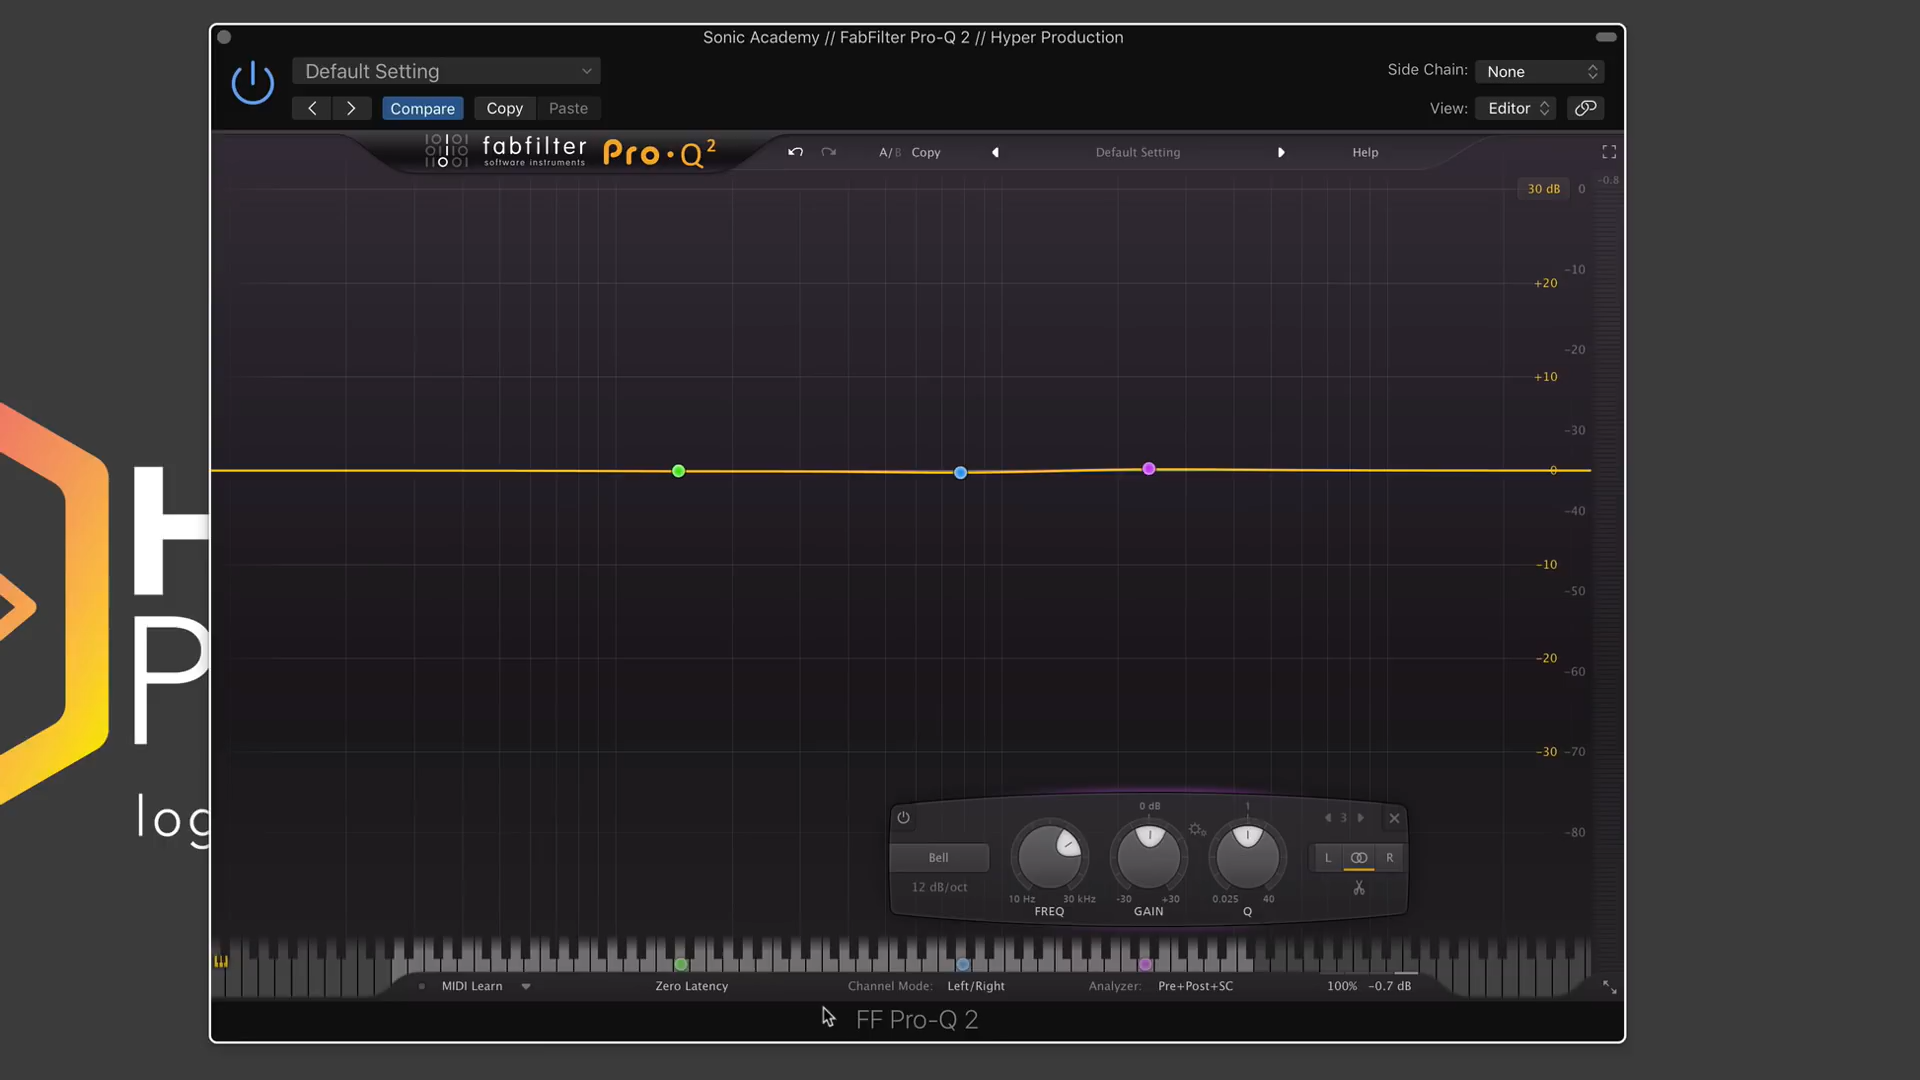 Sonic Academy // FabFilter Pro-Q 2 // Hyper Production
Default Setting
Side Chain: None
Compare Copy Paste
View: Editor
fabfilter
software instruments
Pro·Q²
A/B Copy
Default Setting
Help
30 dB 0 -0.8
-10
+20
-20
+10
-30
0
-40
-10
-50
-20
-60
-30 -70
-80
H
P
log
0 dB 1
3
Bell
12 dB/oct
L R
10 Hz 30 kHz -30 +30 0.025 40
FREQ GAIN Q
MIDI Learn
Zero Latency
Channel Mode: Left/Right
Analyzer: Pre+Post+SC
100% -0.7 dB
FF Pro-Q 2